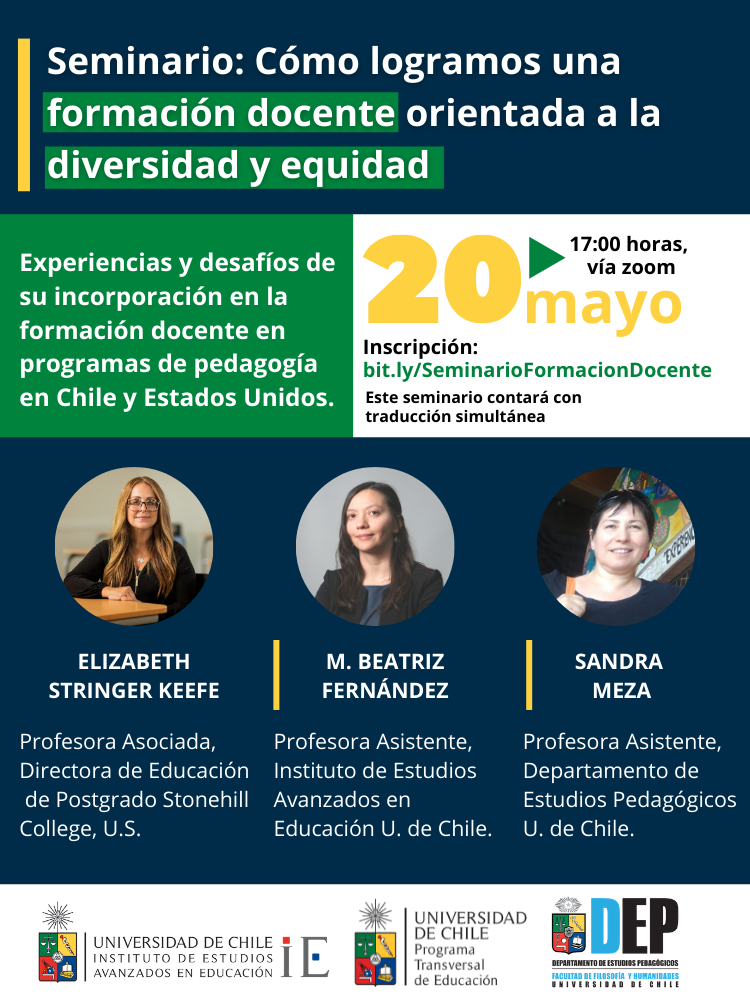 Seminario: Cómo logramos una
formación docente orientada a la
diversidad y equidad
Experiencias y desafíos de
su incorporación en la
formación docente en
programas de pedagogía
en Chile y Estados Unidos.
20
mayo
17:00 horas,
vía zoom
Inscripción:
bit.ly/SeminarioFormacionDocente
Este seminario contará con
traducción simultánea
ELIZABETH
STRINGER KEEFE
Profesora Asociada,
Directora de Educación
de Postgrado Stonehill
College, U.S.
M. BEATRIZ
FERNÁNDEZ
Profesora Asistente,
Instituto de Estudios
Avanzados en
Educación U. de Chile.
EXPERIENC
SANDRA
MEZA
Profesora Asistente,
Departamento de
Estudios Pedagógicos
U. de Chile.
UNIVERSIDAD DE CHILE
INSTITUTO DE ESTUDIOS
AVANZADOS EN EDUCACIÓN
iE
UNIVERSIDAD
DE CHILE
Programa
Transversal
de Educación
DEP
DEPARTAMENTO DE ESTUDIOS PEDAGÓGICOS
FACULTAD DE FILOSOFÍA Y HUMANIDADES
UNIVERSIDAD DE CHILE